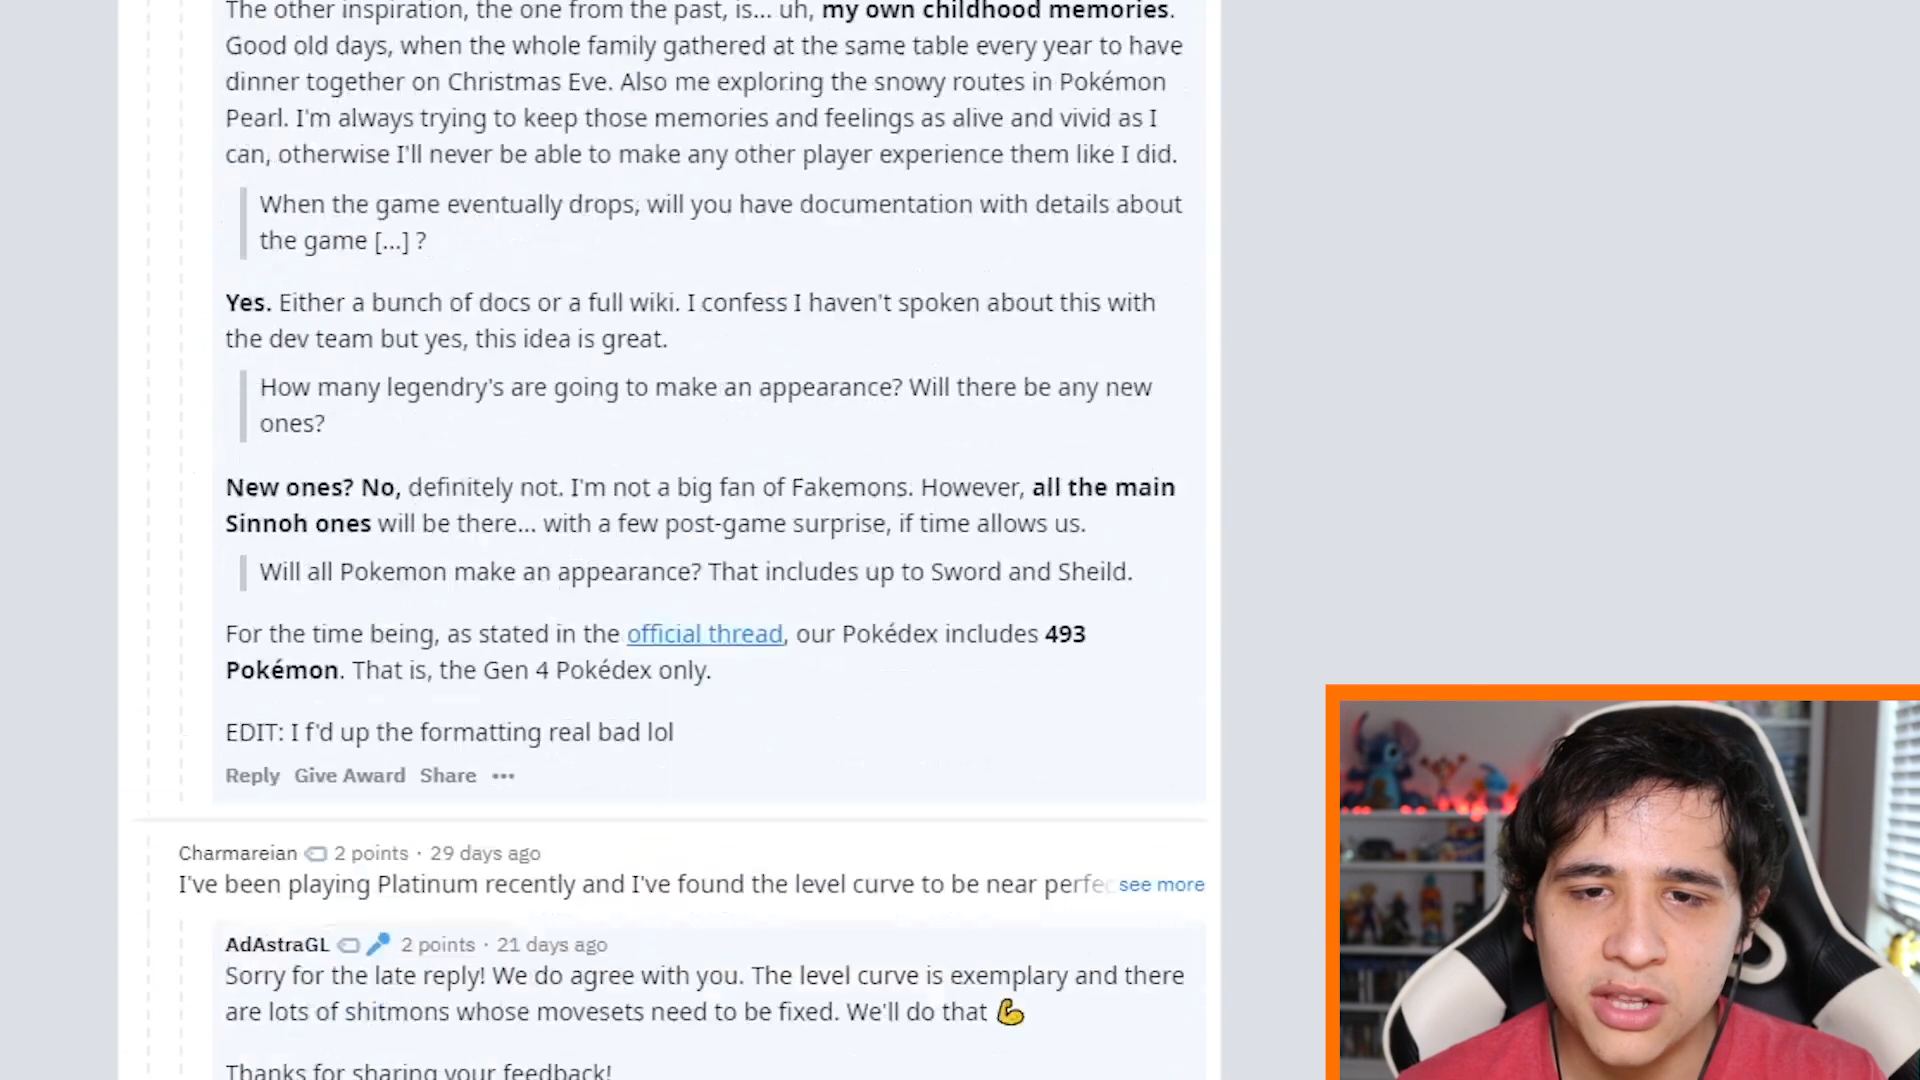 The other inspiration, the one from the past, is... uh, my own childhood memories.
Good old days, when the whole family gathered at the same table every year to have
dinner together on Christmas Eve. Also me exploring the snowy routes in Pokémon
Pearl. I'm always trying to keep those memories and feelings as alive and vivid as I
can, otherwise I'll never be able to make any other player experience them like I did.
When the game eventually drops, will you have documentation with details about
the game [...] ?
Yes. Either a bunch of docs or a full wiki. I confess I haven't spoken about this with
the dev team but yes, this idea is great.
How many legendry's are going to make an appearance? Will there be any new
ones?
New ones? No, definitely not. I'm not a big fan of Fakemons. However, all the main
Sinnoh ones will be there... with a few post-game surprise, if time allows us.
Will all Pokemon make an appearance? That includes up to Sword and Sheild.
For the time being, as stated in the official thread, our Pokédex includes 493
Pokémon. That is, the Gen 4 Pokédex only.
EDIT: I f'd up the formatting real bad lol
Reply Give Award Share •••
Charmareian 2 points · 29 days ago
I've been playing Platinum recently and I've found the level curve to be near perfec see more
AdAstraGL 2 points · 21 days ago
Sorry for the late reply! We do agree with you. The level curve is exemplary and there
are lots of shitmons whose movesets need to be fixed. We'll do that 💪
Thanks for sharing your feedback!